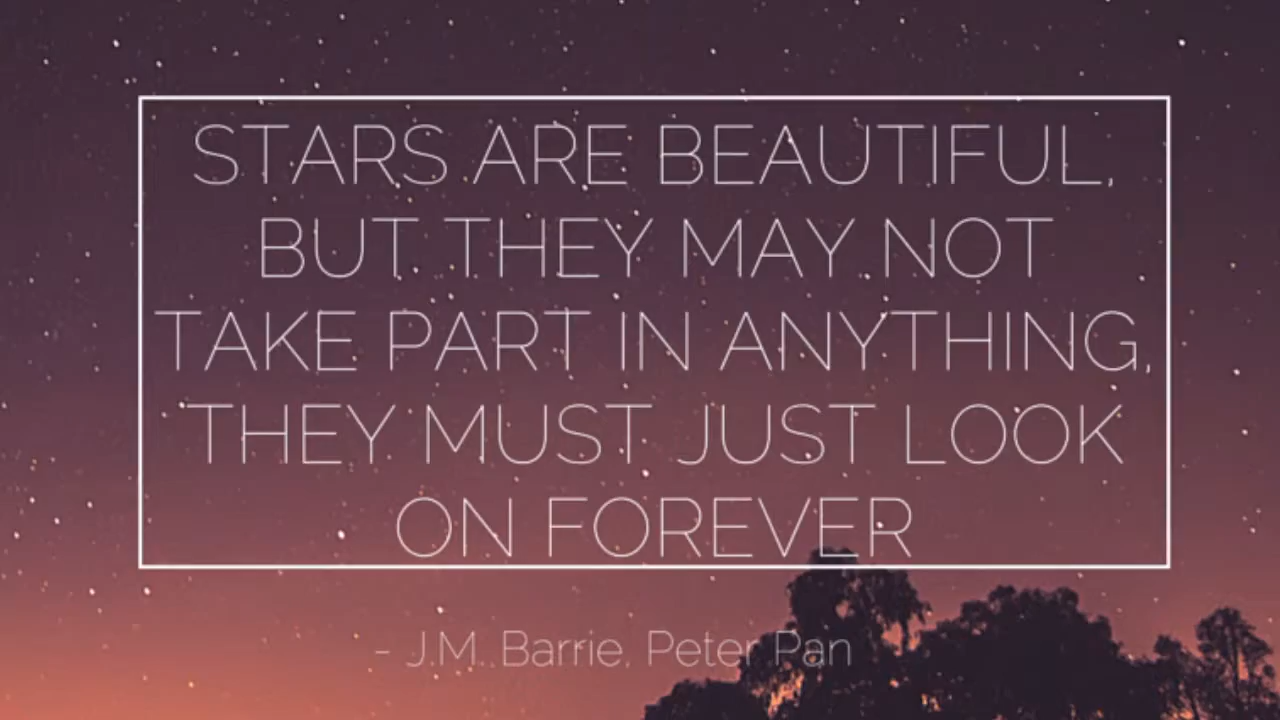 STARS ARE BEAUTIFUL,
BUT THEY MAY NOT
TAKE PART IN ANYTHING,
THEY MUST JUST LOOK
ON FOREVER
- J.M. Barrie. Peter Pan